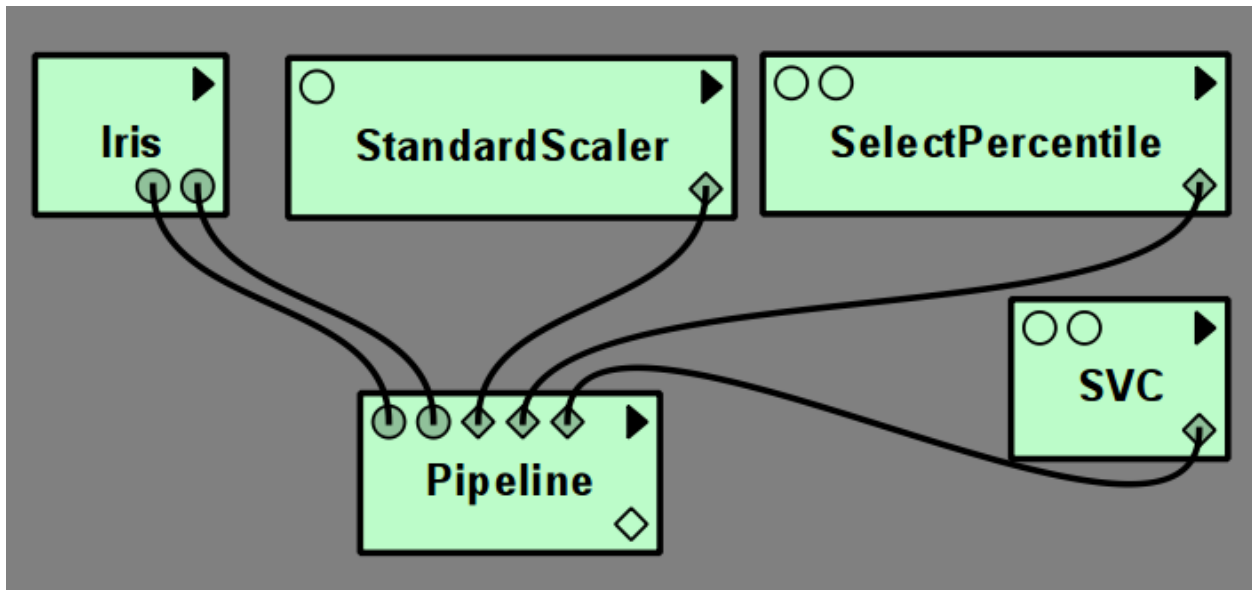 Iris
StandardScaler
SelectPercentile
SVC
Pipeline